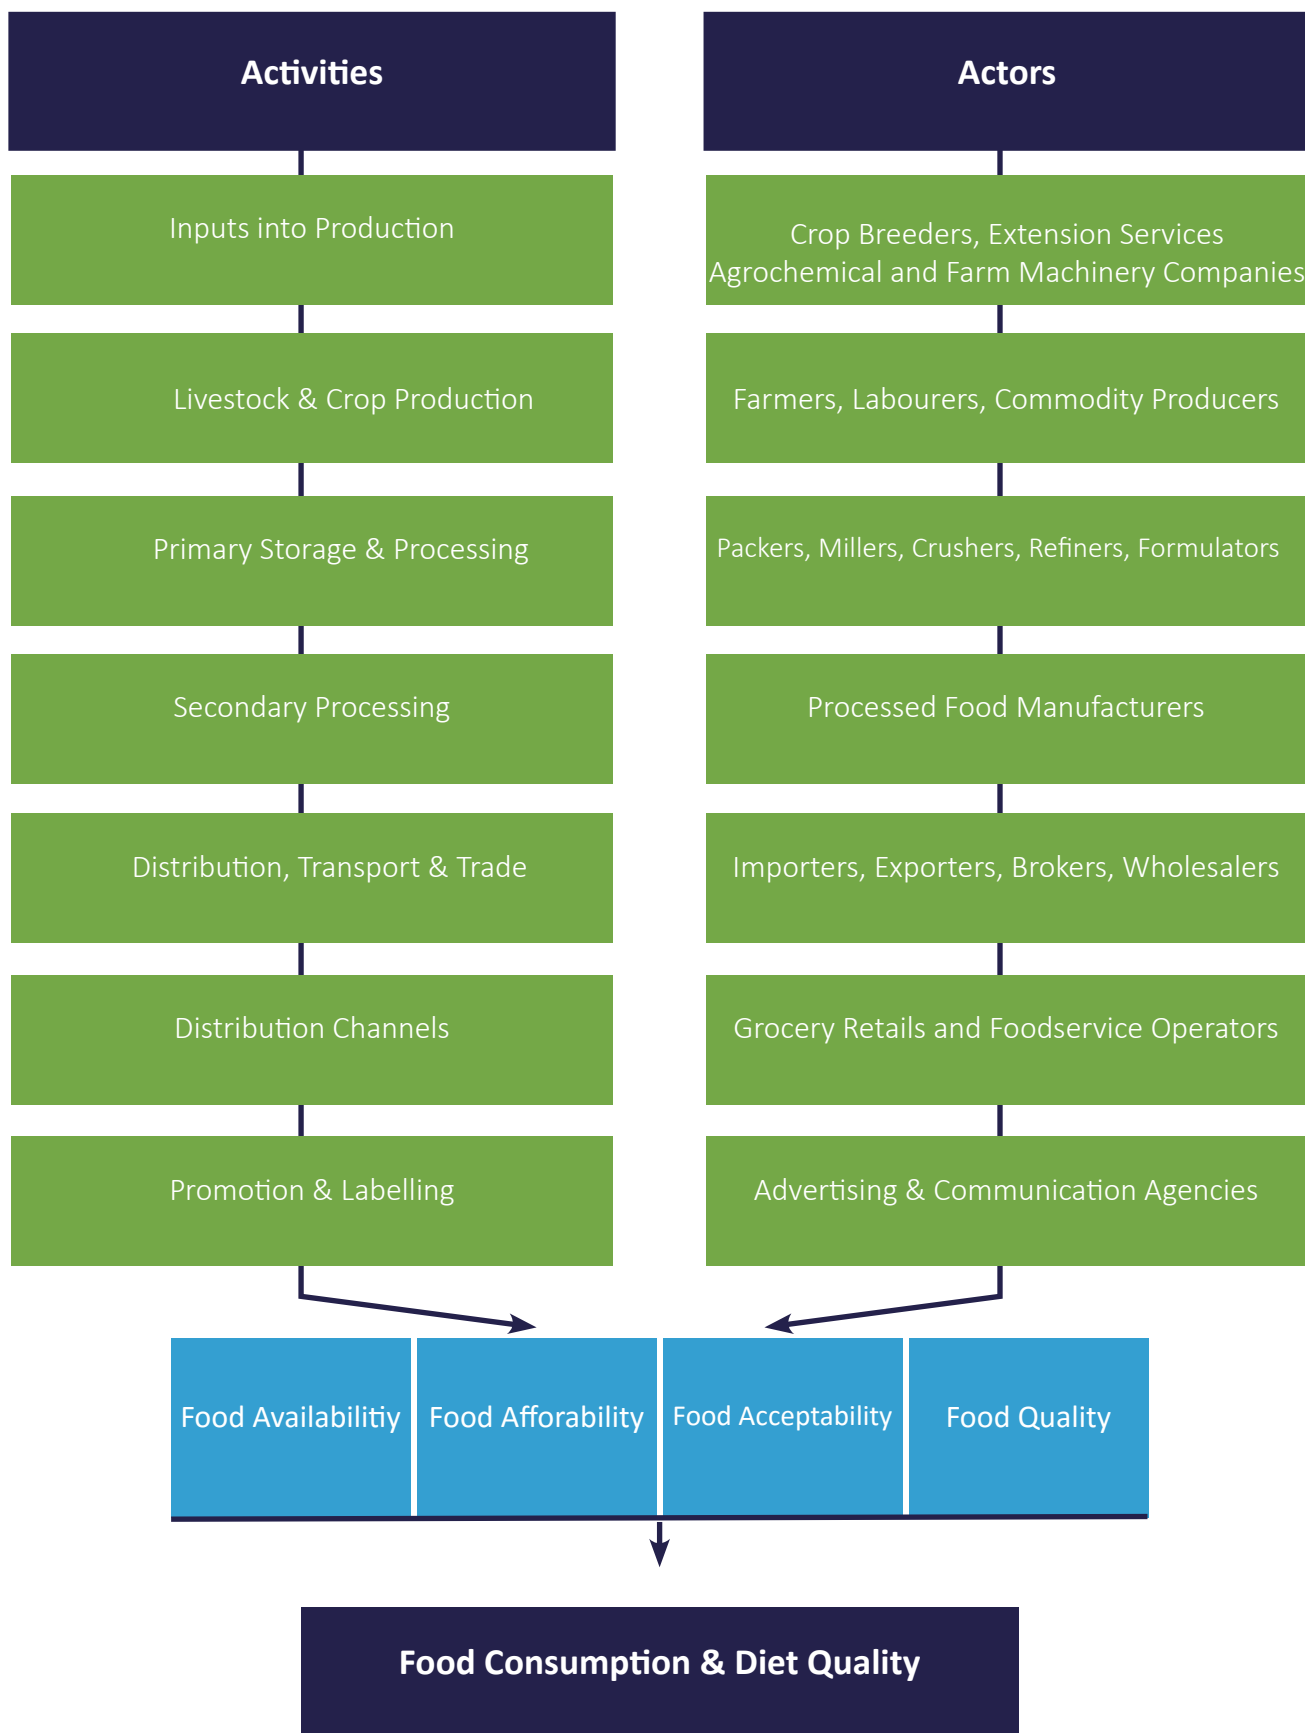 Activities
Actors
Inputs into Production
Crop Breeders, Extension Services
Agrochemical and Farm Machinery Companies
Livestock & Crop Production
Farmers, Labourers, Commodity Producers
Primary Storage & Processing
Packers, Millers, Crushers, Refiners, Formulators
Secondary Processing
Processed Food Manufacturers
Distribution, Transport & Trade
Importers, Exporters, Brokers, Wholesalers
Distribution Channels
Grocery Retails and Foodservice Operators
Promotion & Labelling
Advertising & Communication Agencies
Food Availabilitiy
Food Afforability
Food Acceptability
Food Quality
Food Consumption & Diet Quality